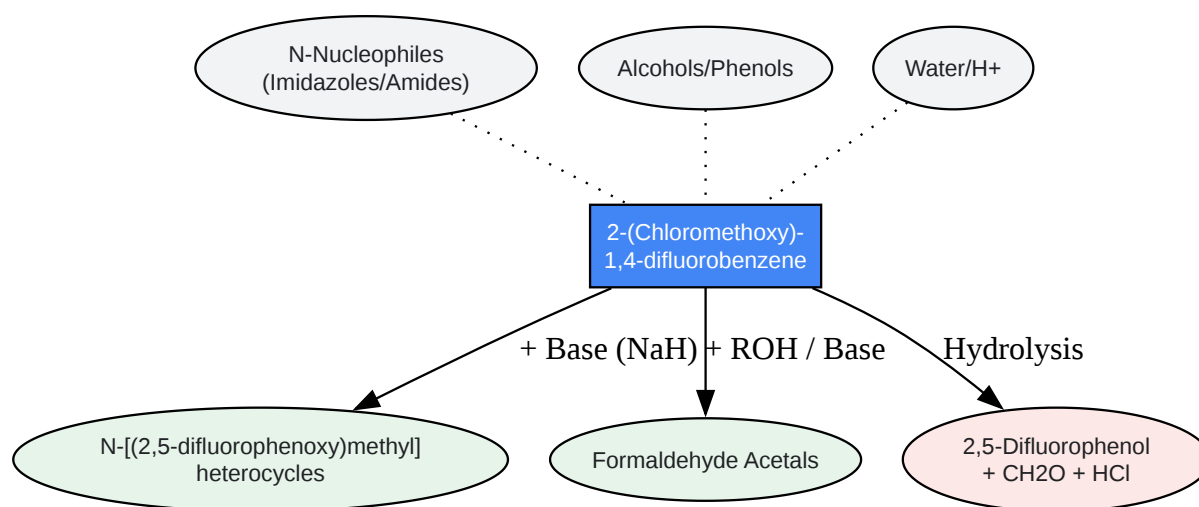 N-Nucleophiles
(Imidazoles/Amides)
Alcohols/Phenols
Water/H+
2-(Chloromethoxy)-
1,4-difluorobenzene
+ Base (NaH)
+ ROH / Base
Hydrolysis
N-[(2,5-difluorophenoxy)methyl]
heterocycles
Formaldehyde Acetals
2,5-Difluorophenol
+ CH2O + HCl